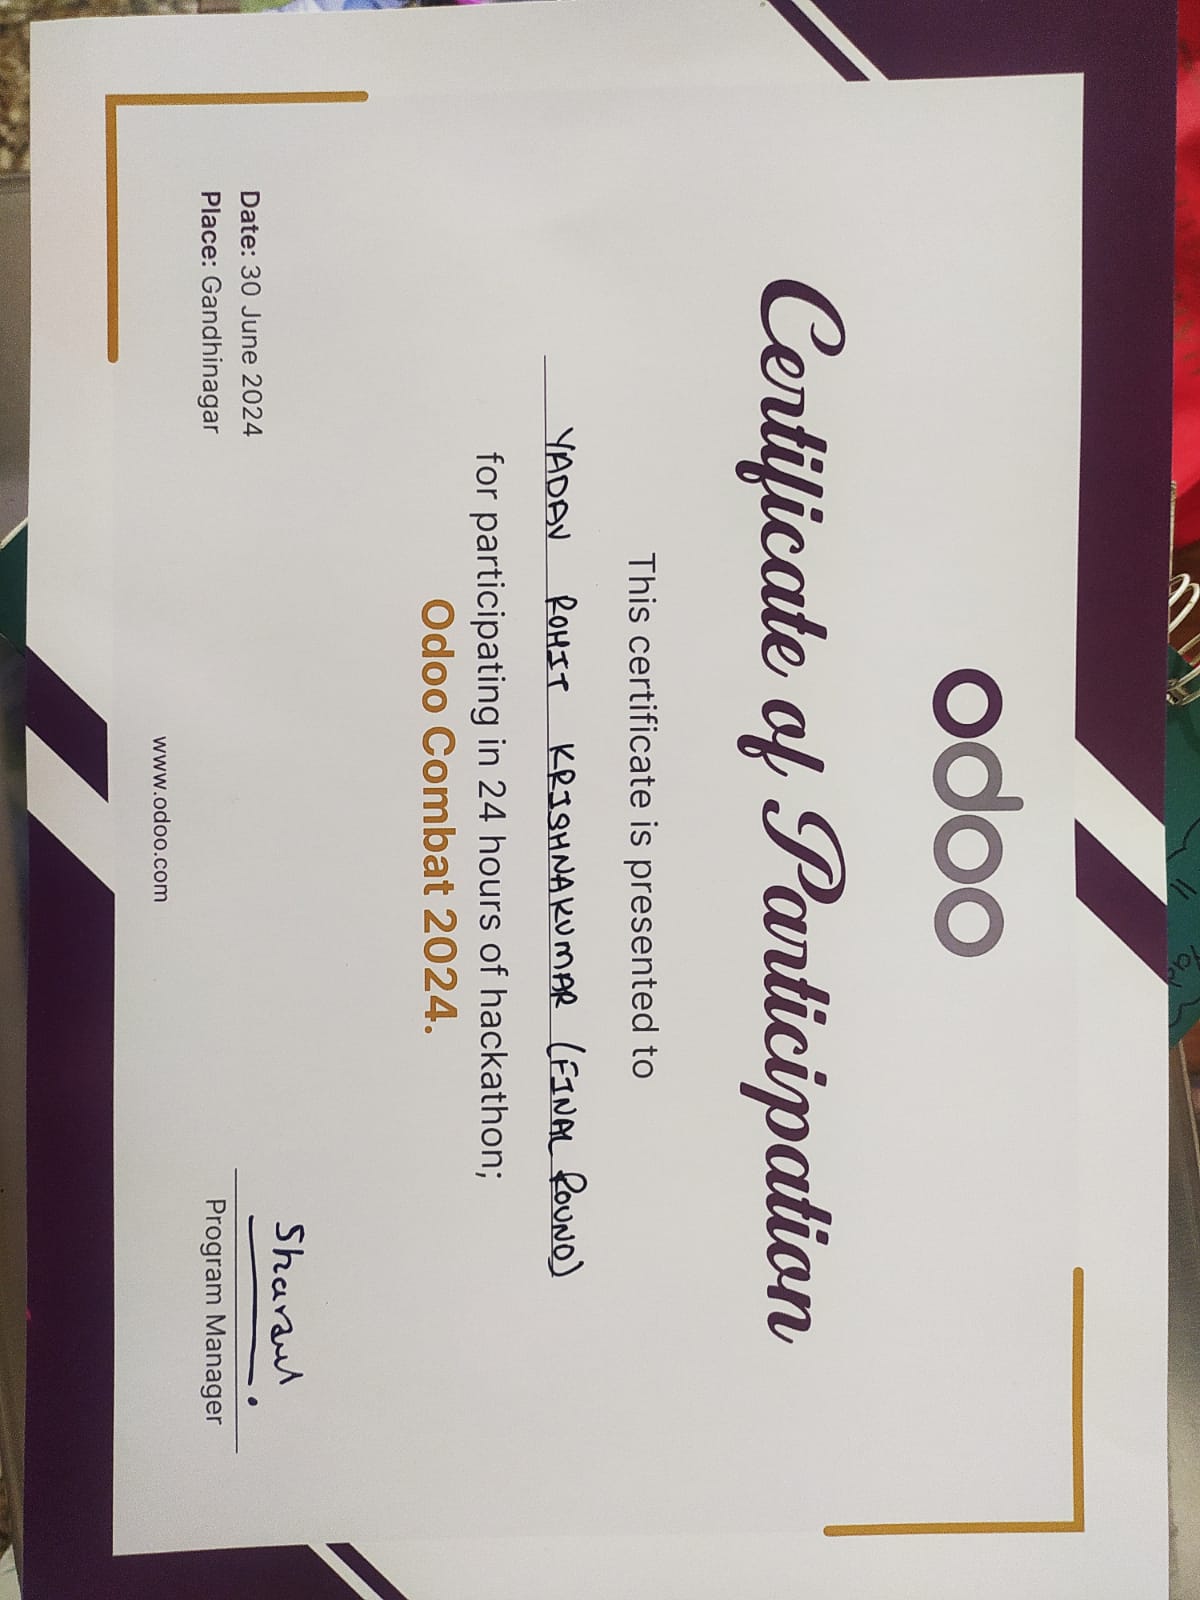 odoo
Certificate of Participation
This certificate is presented to
YADAV ROHIT KRISHNAKUMAR (FINAL ROUND)
for participating in 24 hours of hackathon;
Odoo Combat 2024.
Date: 30 June 2024
Place: Gandhinagar
Sharaut
Program Manager
www.odoo.com